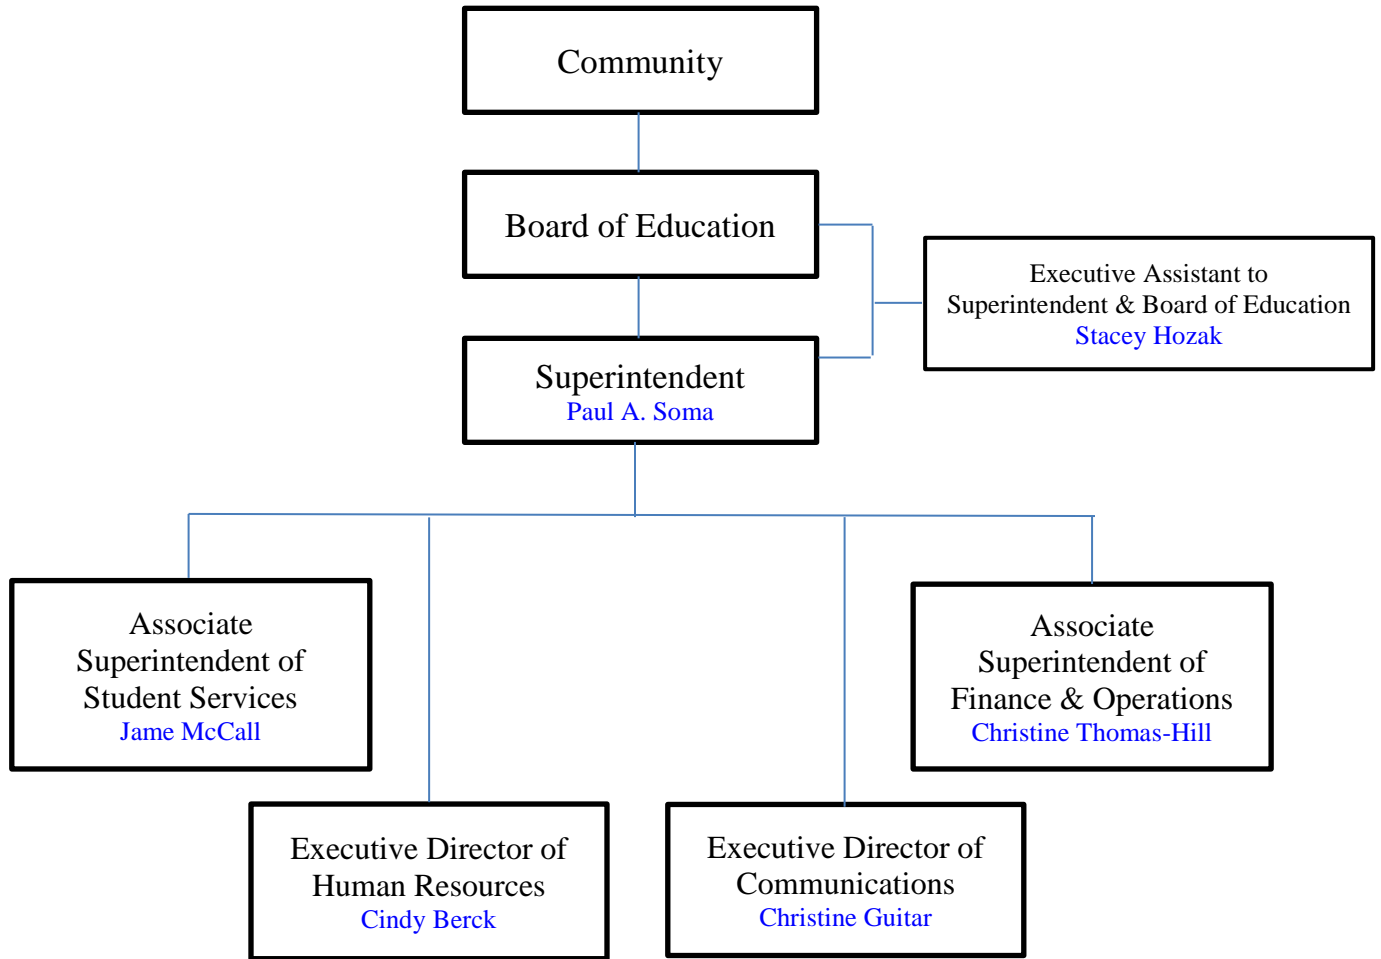 Community
Board of Education
Executive Assistant to
Superintendent & Board of Education
Stacey Hozak
Superintendent
Paul A. Soma
Associate
Superintendent of
Student Services
Jame McCall
Associate
Superintendent of
Finance & Operations
Christine Thomas-Hill
Executive Director of
Human Resources
Cindy Berck
Executive Director of
Communications
Christine Guitar